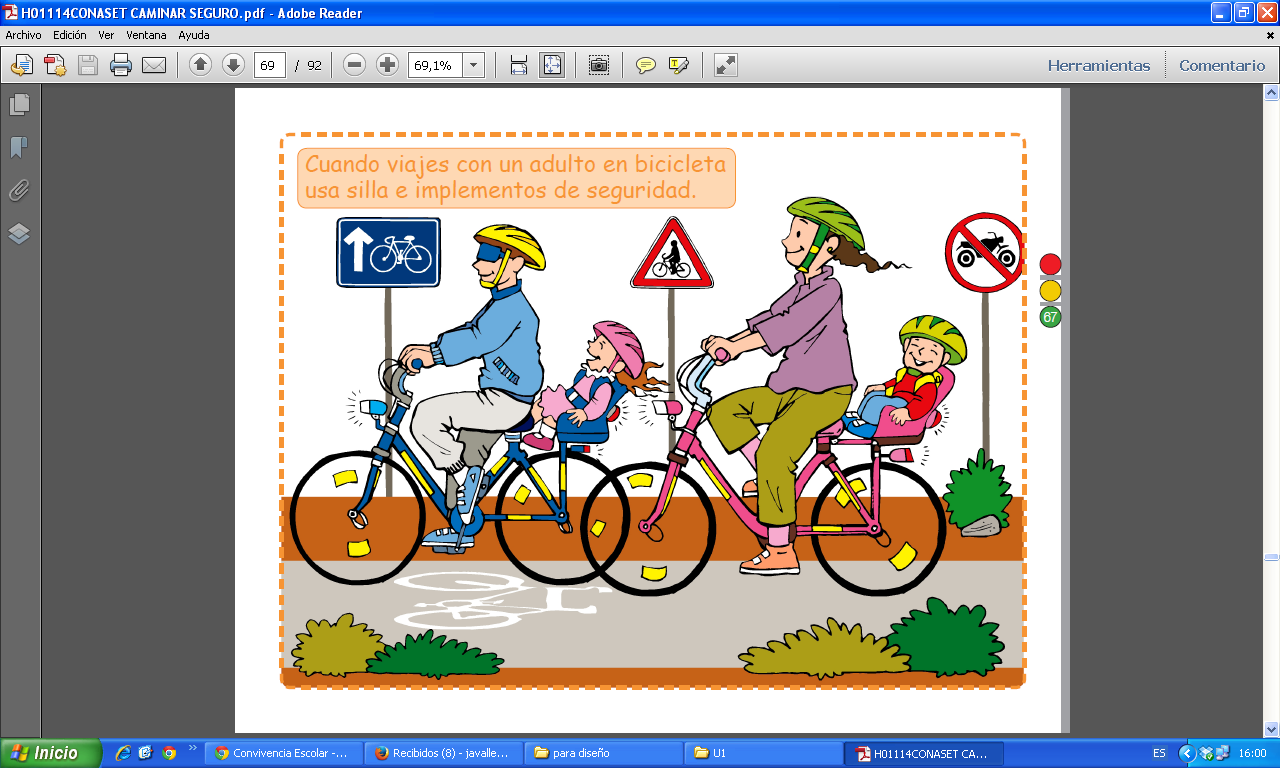 H01114CONASET CAMINAR SEGURO.pdf - Adobe Reader
Archivo Edición Ver Ventana Ayuda
69 / 92 69,1% Herramientas Comentario
Cuando viajes con un adulto en bicicleta
usa silla e implementos de seguridad.
67
Inicio » Convivencia Escolar -... Recibidos (8) - javalle... para diseño U1 H01114CONASET CA... ES 16:00